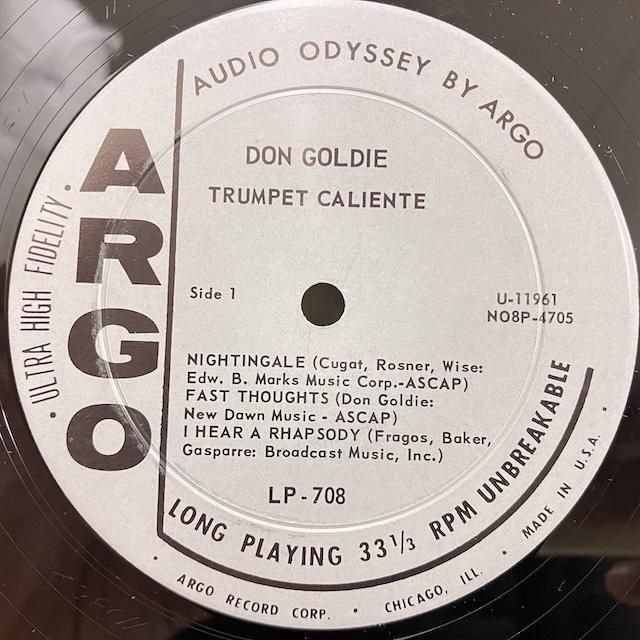 AUDIO ODYSSEY BY ARGO
ARGO
· ULTRA HIGH FIDELITY ·
DON GOLDIE
TRUMPET CALIENTE
Side 1
U-11961
NO8P-4705
NIGHTINGALE (Cugat, Rosner, Wise:
Edw. B. Marks Music Corp.-ASCAP)
FAST THOUGHTS (Don Goldie:
New Dawn Music - ASCAP)
I HEAR A RHAPSODY (Fragos, Baker,
Gasparre: Broadcast Music, Inc.)
LP-708
LONG PLAYING 33 1/3 RPM UNBREAKABLE
· ARGO RECORD CORP. · CHICAGO, ILL. · MADE IN U.S.A. ·